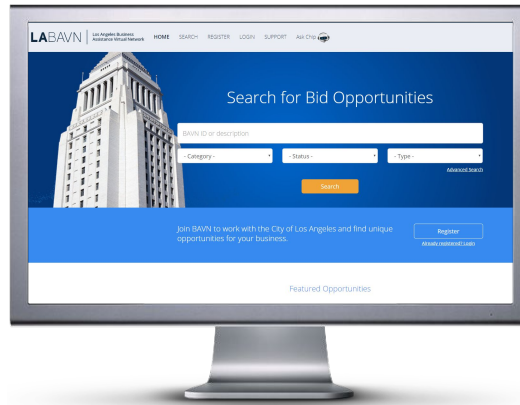 LABAVN
Los Angeles Business
Assistance Virtual Network
HOME SEARCH REGISTER LOGIN SUPPORT Ask Chip
Search for Bid Opportunities
BAVN ID or description
- Category - - Status - - Type -
Advanced Search
Search
Join BAVN to work with the City of Los Angeles and find unique
opportunities for your business.
Register
Already registered? Login
Featured Opportunities